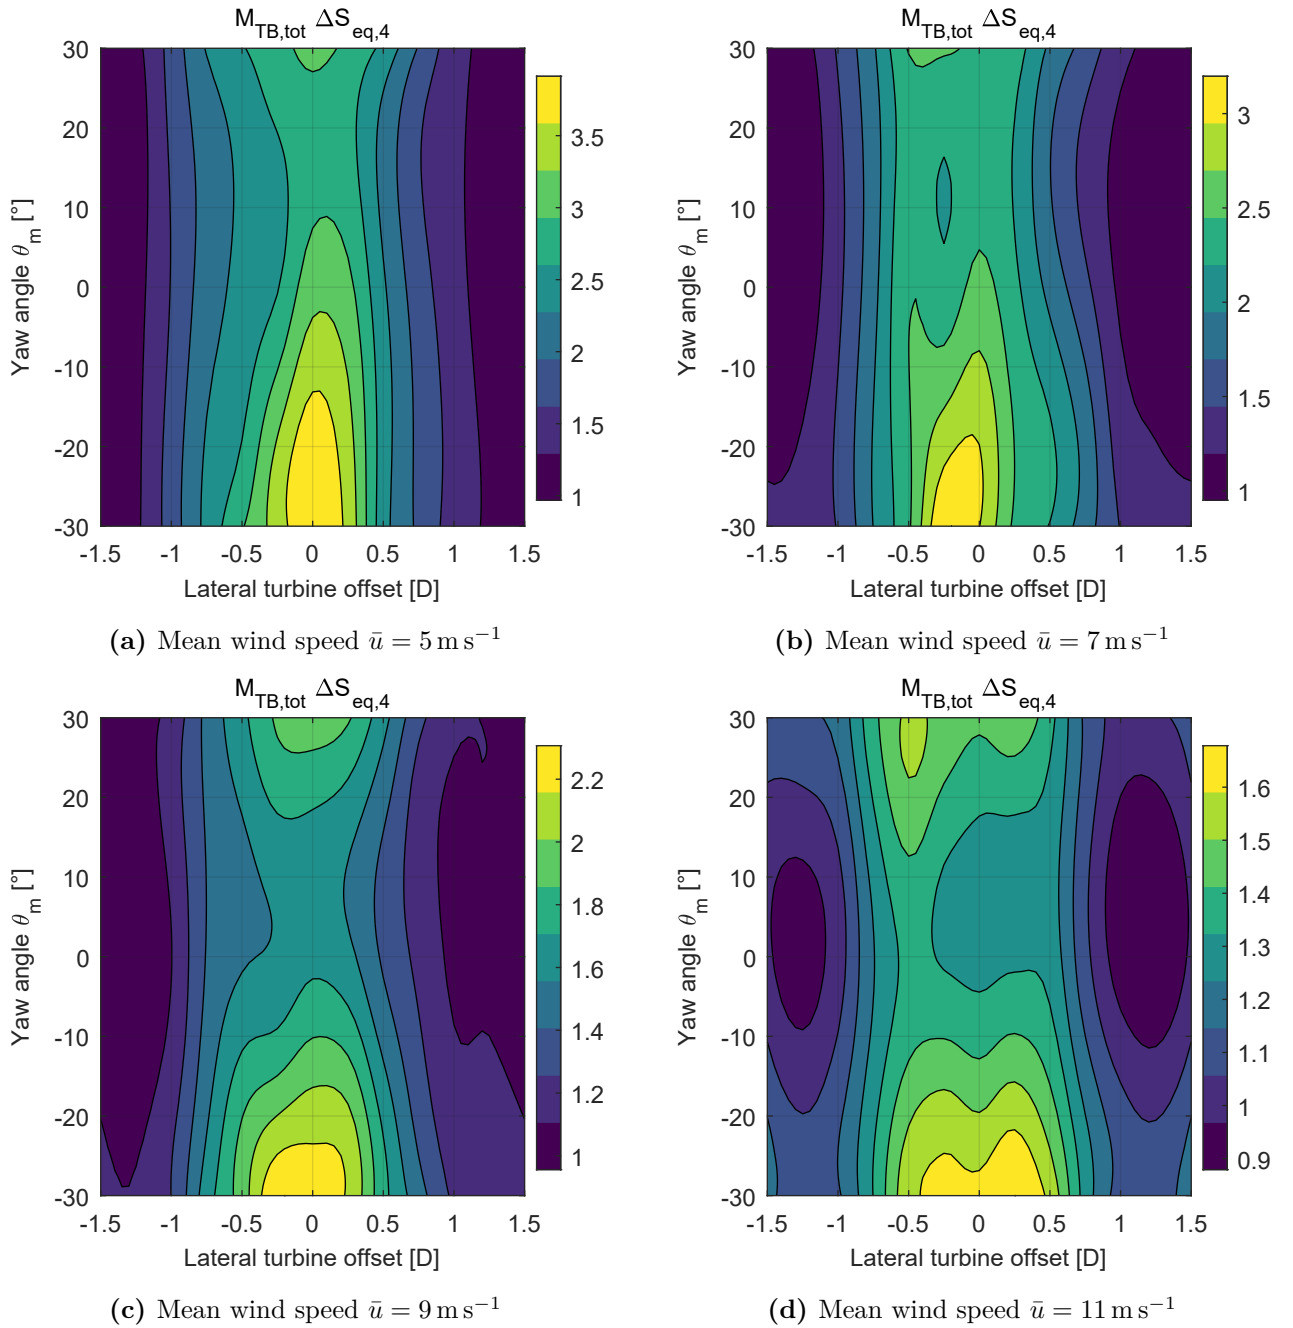 M_TB,tot ΔS_eq,4
30
20
10
0
-10
-20
-30
Yaw angle θ_m [°]
-1.5 -1 -0.5 0 0.5 1 1.5
Lateral turbine offset [D]
3.5
3
2.5
2
1.5
1
(a) Mean wind speed ū = 5 m s⁻¹
M_TB,tot ΔS_eq,4
30
20
10
0
-10
-20
-30
Yaw angle θ_m [°]
-1.5 -1 -0.5 0 0.5 1 1.5
Lateral turbine offset [D]
3
2.5
2
1.5
1
(b) Mean wind speed ū = 7 m s⁻¹
M_TB,tot ΔS_eq,4
30
20
10
0
-10
-20
-30
Yaw angle θ_m [°]
-1.5 -1 -0.5 0 0.5 1 1.5
Lateral turbine offset [D]
2.2
2
1.8
1.6
1.4
1.2
1
(c) Mean wind speed ū = 9 m s⁻¹
M_TB,tot ΔS_eq,4
30
20
10
0
-10
-20
-30
Yaw angle θ_m [°]
-1.5 -1 -0.5 0 0.5 1 1.5
Lateral turbine offset [D]
1.6
1.5
1.4
1.3
1.2
1.1
1
0.9
(d) Mean wind speed ū = 11 m s⁻¹